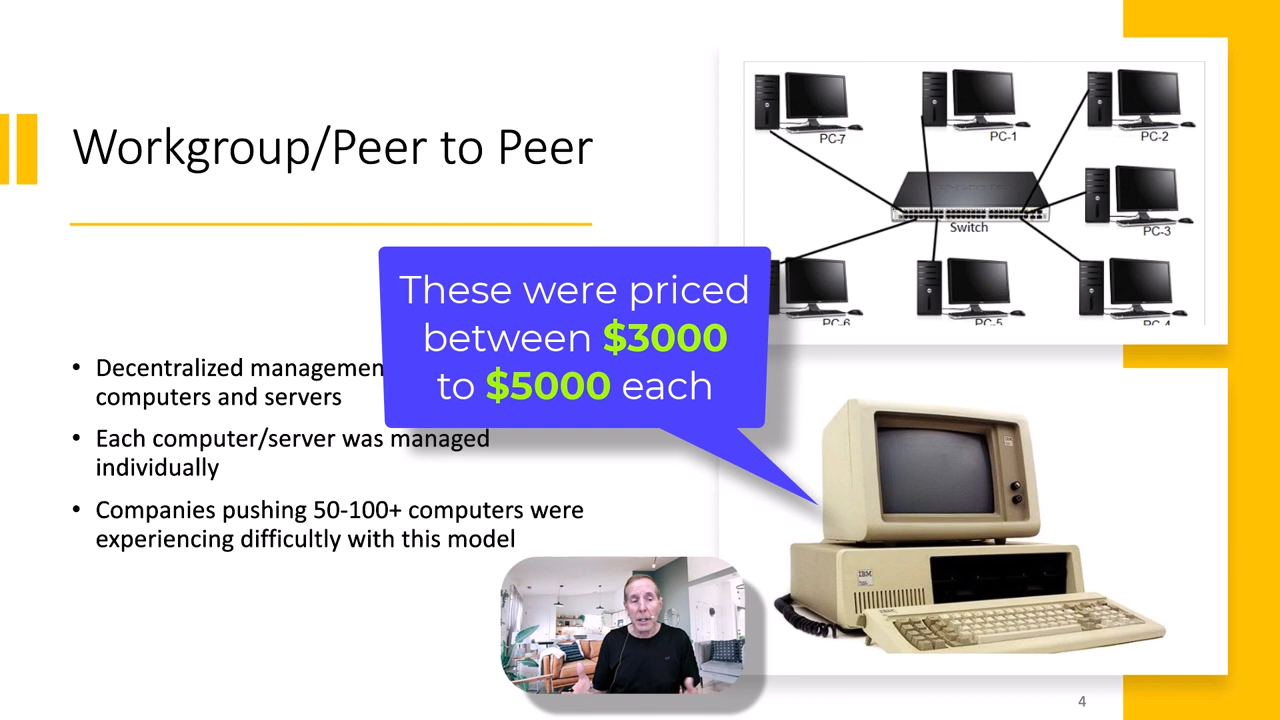 Workgroup/Peer to Peer
PC-7
PC-1
PC-2
PC-3
Switch
PC-6
PC-5
PC-4
These were priced
between $3000
to $5000 each
• Decentralized managemen
computers and servers
• Each computer/server was managed
individually
• Companies pushing 50-100+ computers were
experiencing difficultly with this model
IBM
4